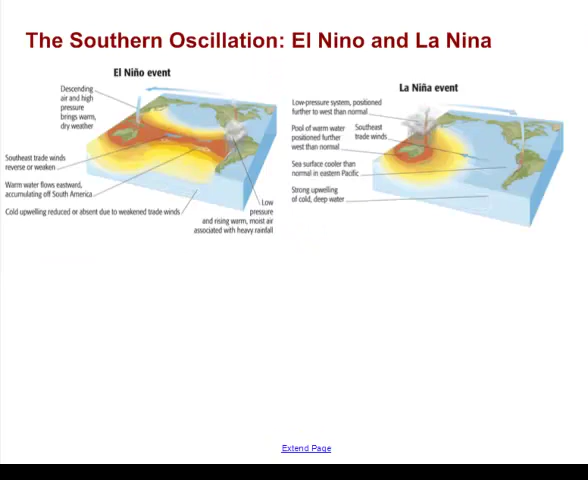 The Southern Oscillation: El Nino and La Nina
El Niño event
Descending
air and high
pressure
brings warm,
dry weather
Southeast trade winds
reverse or weaken
Warm water flows eastward,
accumulating off South America
Cold upwelling reduced or absent due to weakened trade winds
Low
pressure
and rising warm, moist air
associated with heavy rainfall
La Niña event
Low-pressure system, positioned
further to west than normal
Pool of warm water
positioned further
west than normal
Southeast
trade winds
Sea surface cooler than
normal in eastern Pacific
Strong upwelling
of cold, deep water
Extend Page